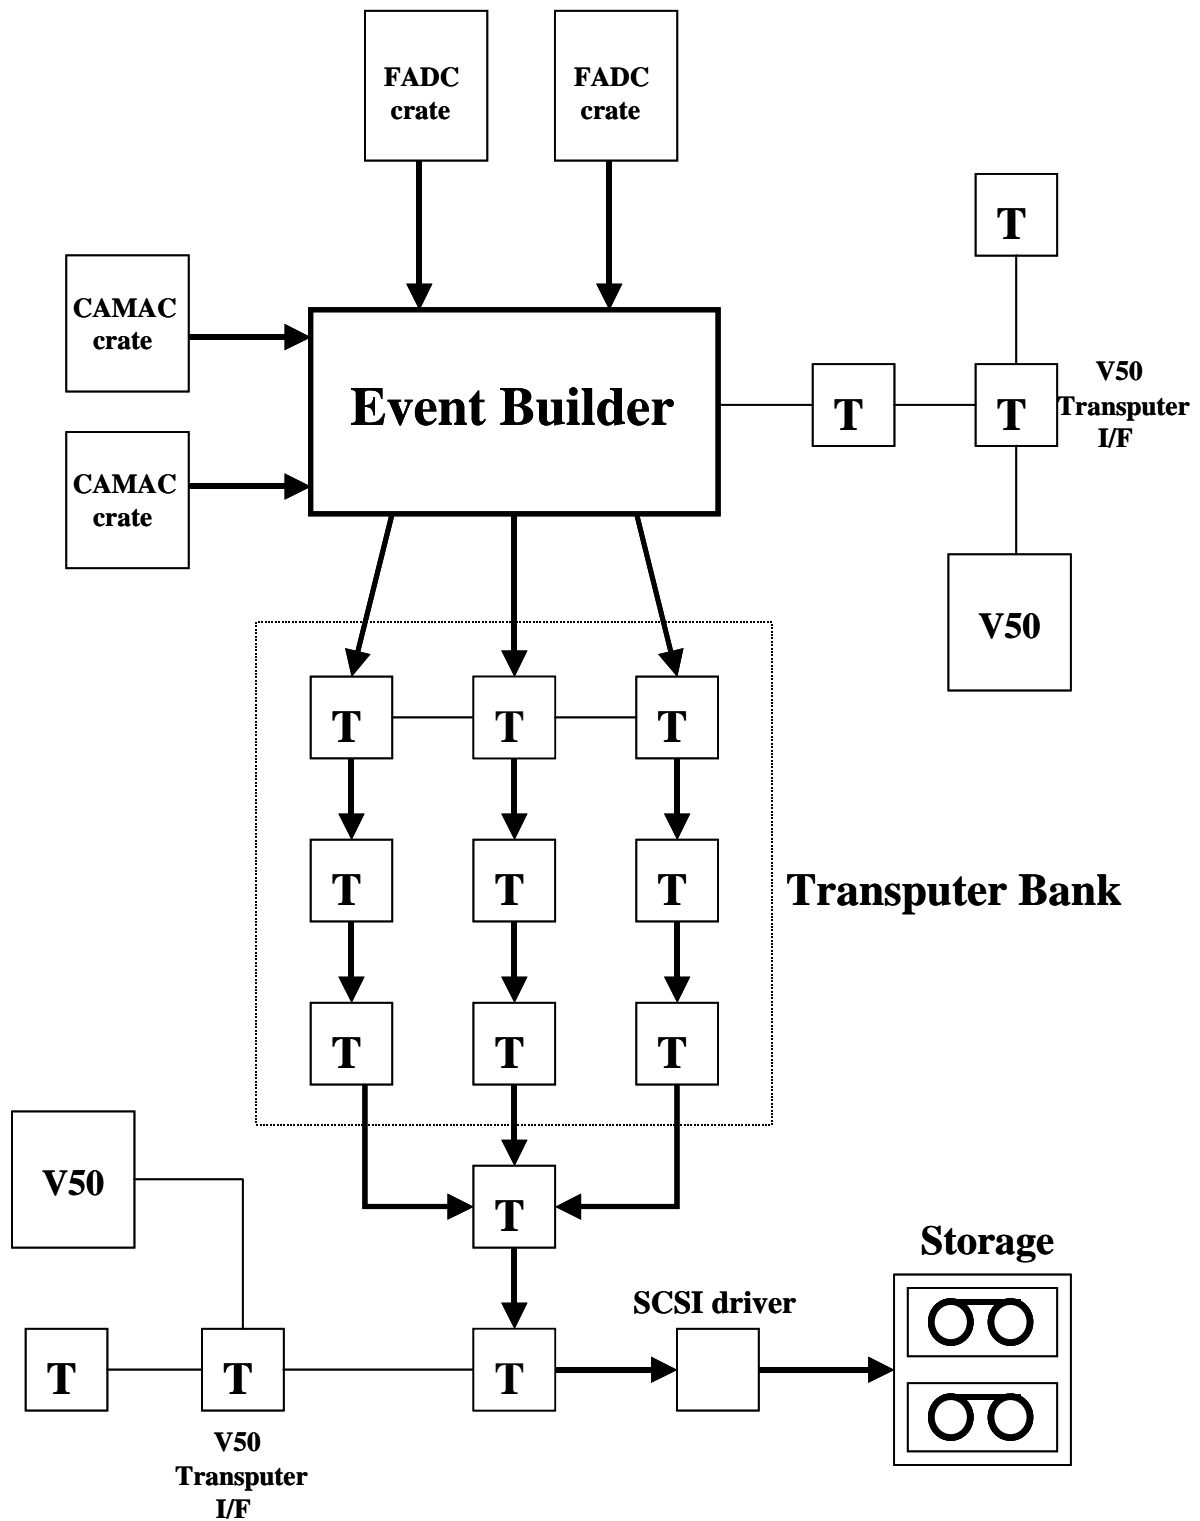 FADC
crate
FADC
crate
T
CAMAC
crate
Event Builder
T
T
V50
Transputer
I/F
CAMAC
crate
V50
T
T
T
T
T
T
Transputer Bank
T
T
T
V50
T
Storage
SCSI driver
T
T
T
V50
Transputer
I/F